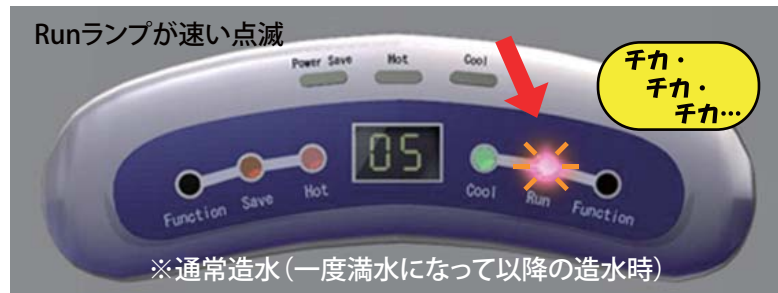 Runランプが速い点滅
Power Save
Hot
Cool
チカ・
チカ・
チカ…
05
Function
Save
Hot
Cool
Run
Function
※通常造水(一度満水になって以降の造水時)